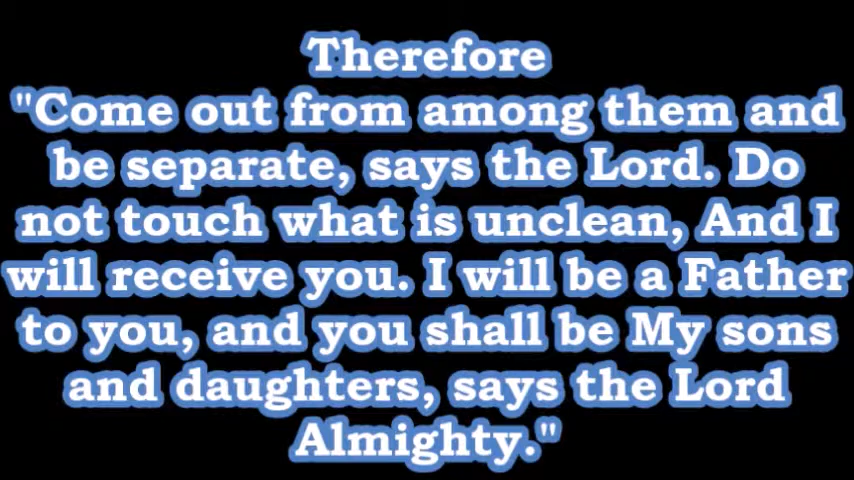 Therefore
"Come out from among them and
be separate, says the Lord. Do
not touch what is unclean, And I
will receive you. I will be a Father
to you, and you shall be My sons
and daughters, says the Lord
Almighty."